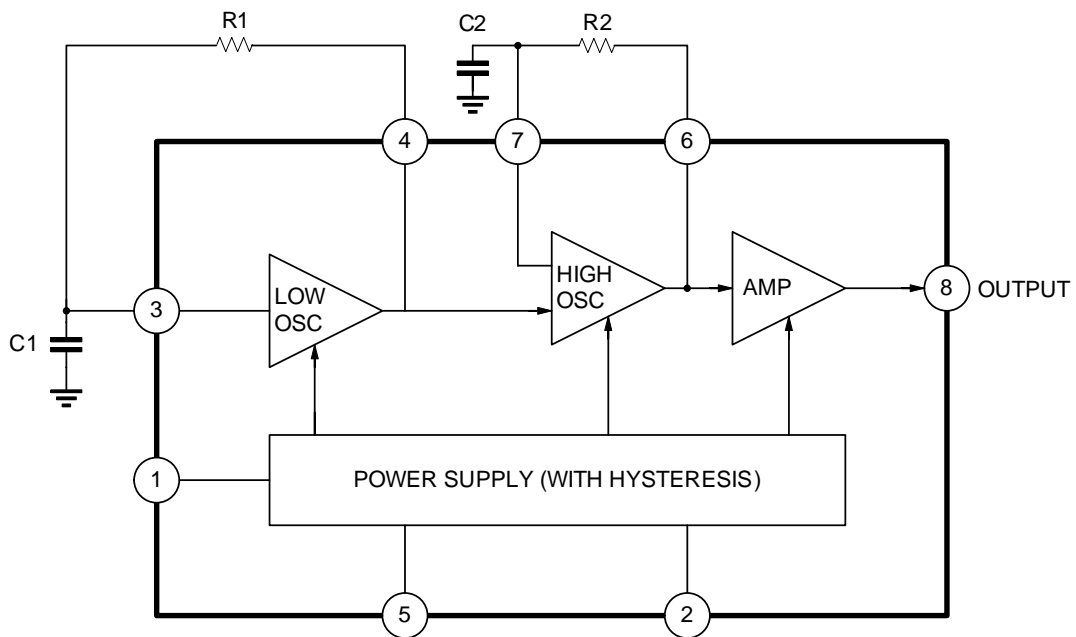 R1
C2
R2
4
7
6
LOW
OSC
HIGH
OSC
AMP
8
OUTPUT
3
C1
1
POWER SUPPLY (WITH HYSTERESIS)
5
2